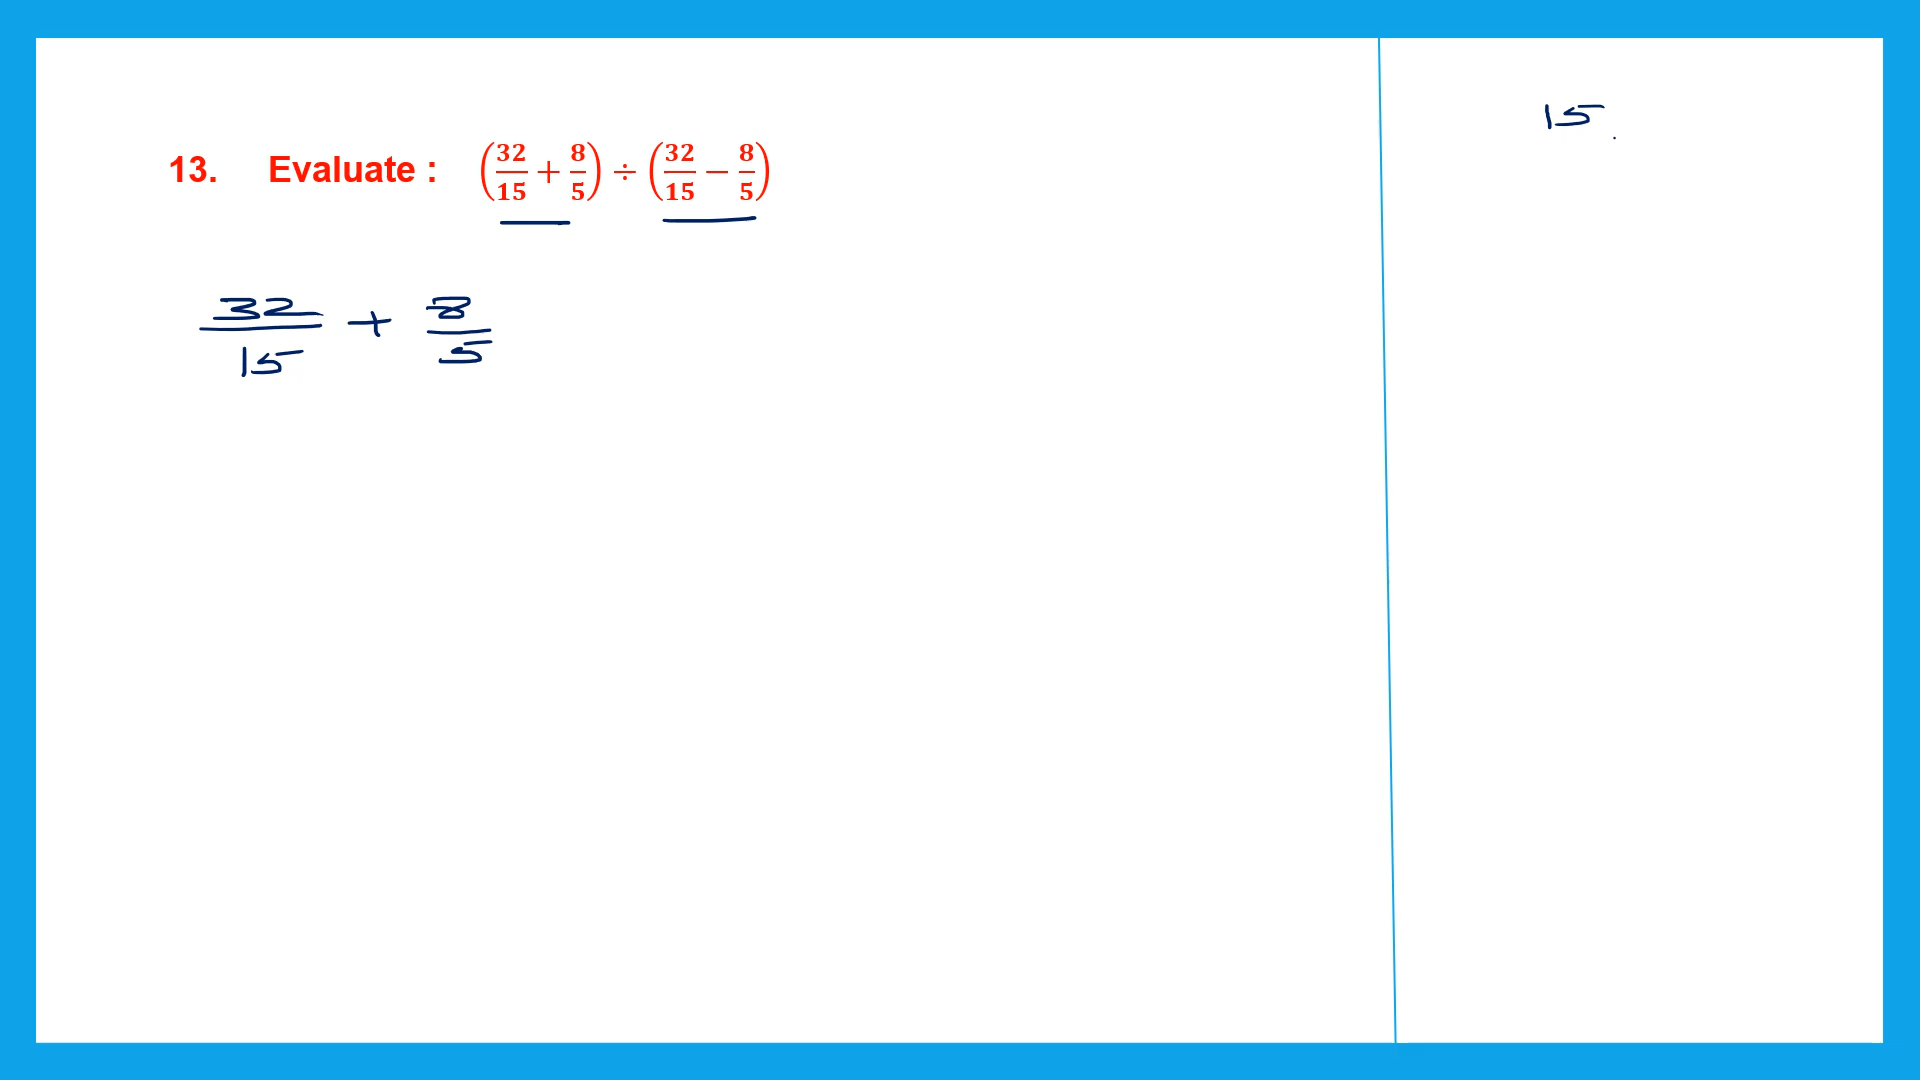 13. Evaluate : (32/15 + 8/5) ÷ (32/15 − 8/5)
32/15 + 8/5
15